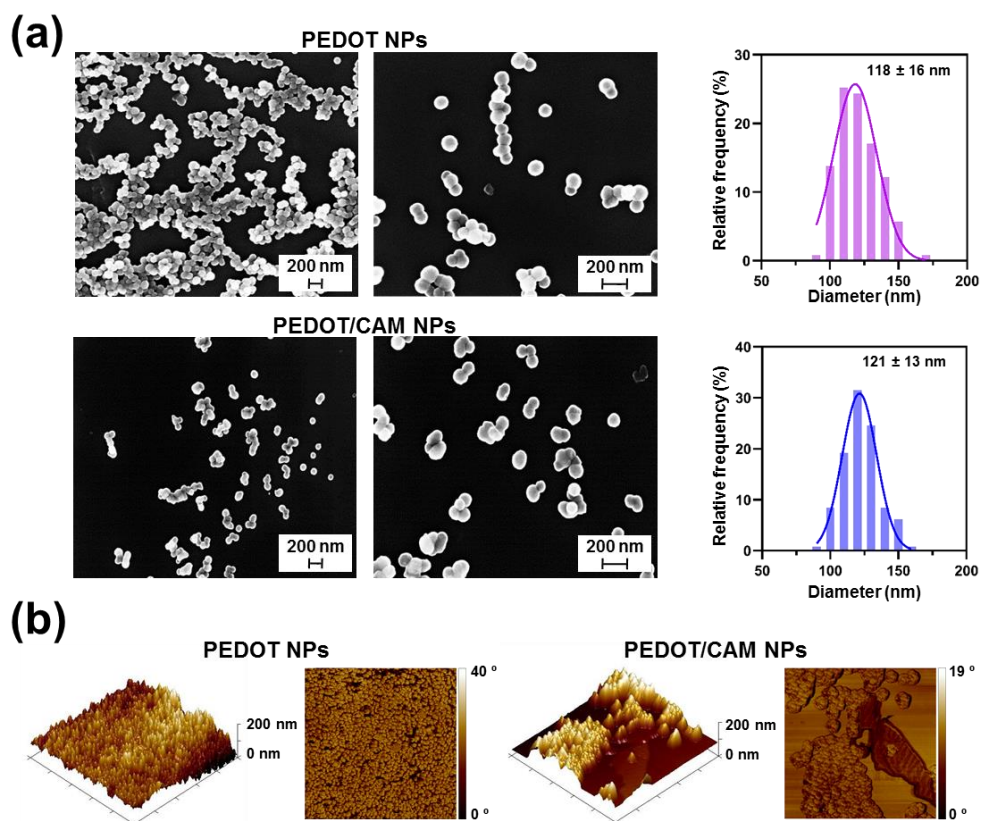 (a)
PEDOT NPs
200 nm
200 nm
Relative frequency (%)
30
20
10
0
118 ± 16 nm
50
100
150
200
Diameter (nm)
PEDOT/CAM NPs
200 nm
200 nm
Relative frequency (%)
40
30
20
10
0
121 ± 13 nm
50
100
150
200
Diameter (nm)
(b)
PEDOT NPs
200 nm
0 nm
40 º
0 º
PEDOT/CAM NPs
200 nm
0 nm
19 º
0 º